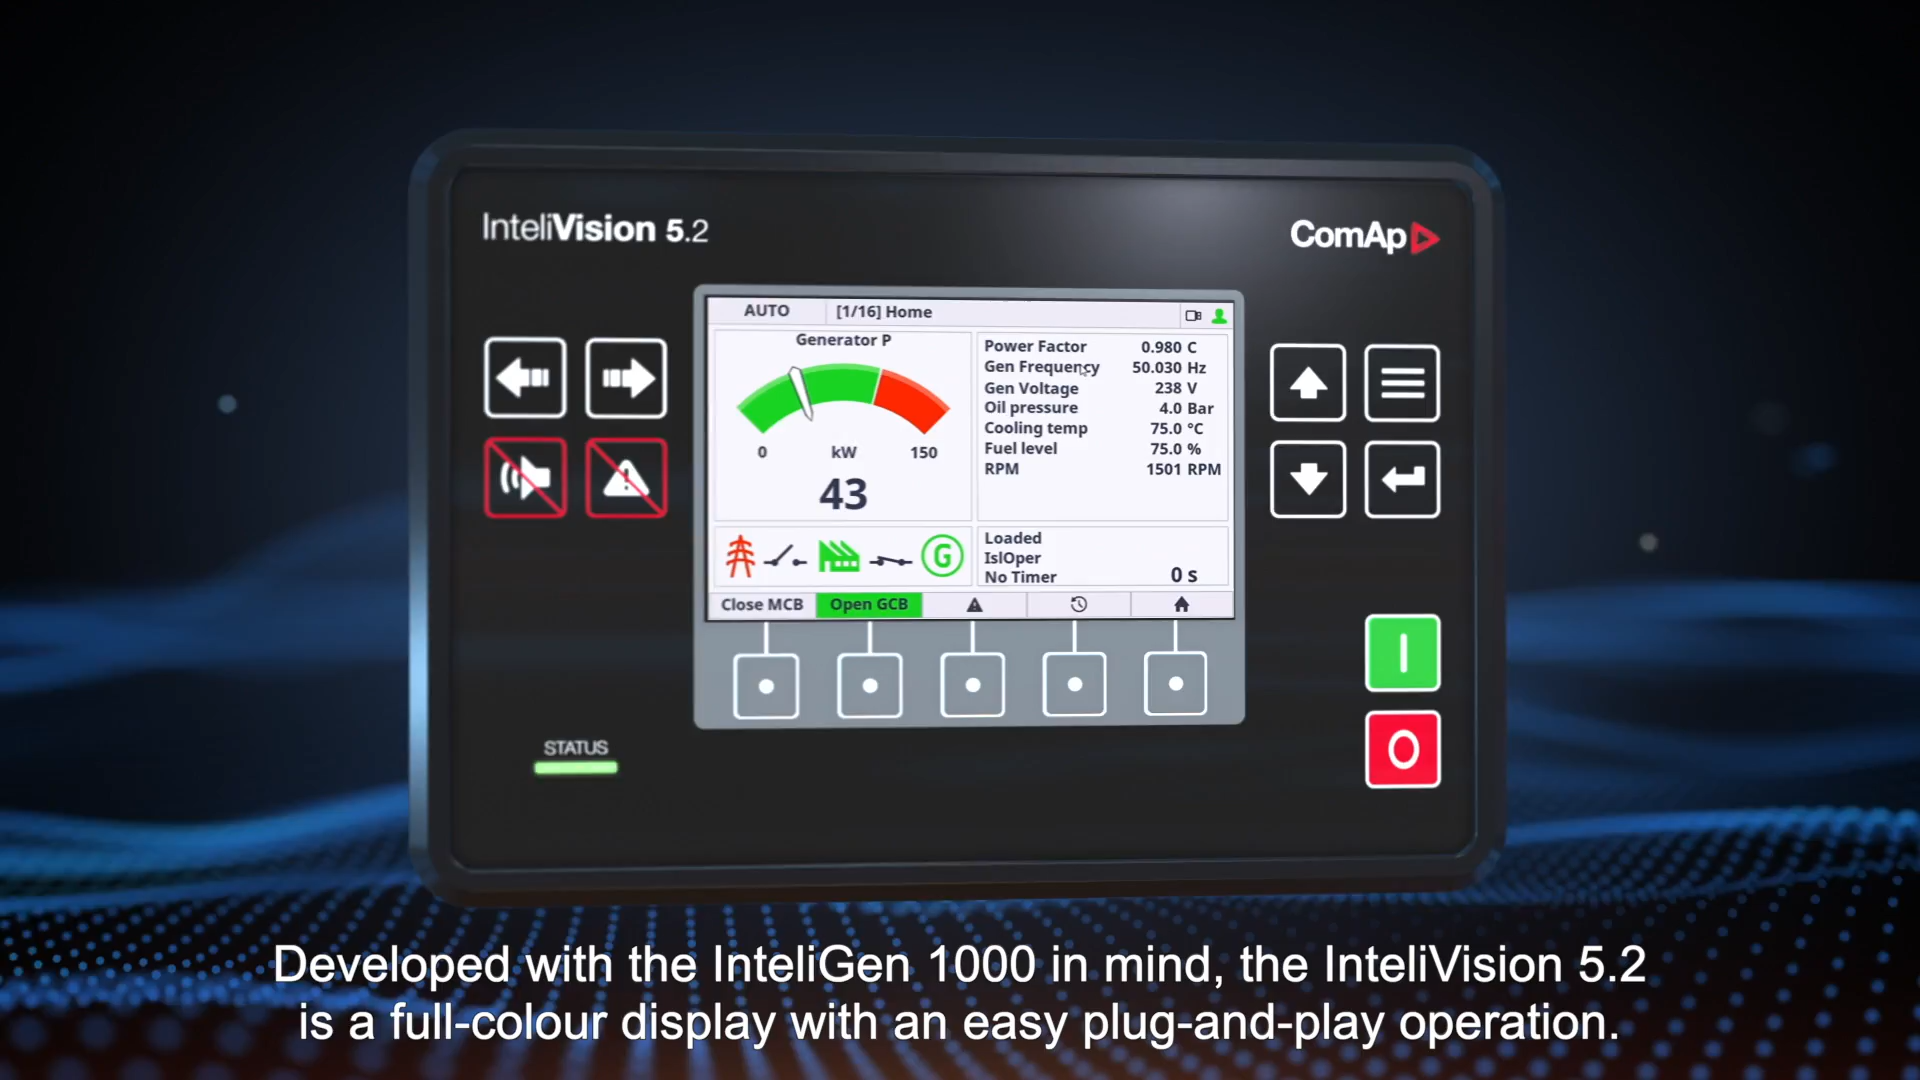 InteliVision 5.2
ComAp
AUTO
[1/16] Home
Generator P
0
kW
150
43
Power Factor 0.980 C
Gen Frequency 50.030 Hz
Gen Voltage 238 V
Oil pressure 4.0 Bar
Cooling temp 75.0 °C
Fuel level 75.0 %
RPM 1501 RPM
G
Loaded
IslOper
No Timer 0 s
Close MCB
Open GCB
I
O
STATUS
Developed with the InteliGen 1000 in mind, the InteliVision 5.2
is a full-colour display with an easy plug-and-play operation.